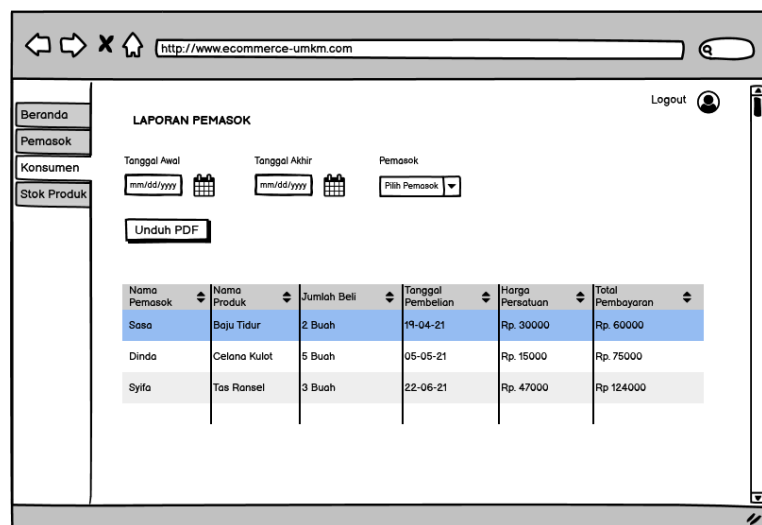 http://www.ecommerce-umkm.com
Logout
Beranda
Pemasok
Konsumen
Stok Produk
LAPORAN PEMASOK
Tanggal Awal Tanggal Akhir Pemasok
mm/dd/yyyy mm/dd/yyyy Pilih Pemasok
Unduh PDF
Nama Pemasok Nama Produk Jumlah Beli Tanggal Pembelian Harga Persatuan Total Pembayaran
Sasa Baju Tidur 2 Buah 19-04-21 Rp. 30000 Rp. 60000
Dinda Celana Kulot 5 Buah 05-05-21 Rp. 15000 Rp. 75000
Syifa Tas Ransel 3 Buah 22-06-21 Rp. 47000 Rp 124000